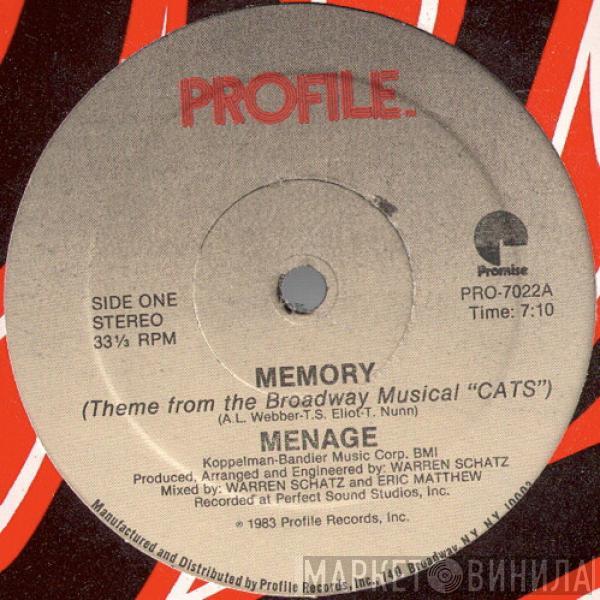 PROFILE.
Promise
SIDE ONE
STEREO
33⅓ RPM
PRO-7022A
Time: 7:10
MEMORY
(Theme from the Broadway Musical "CATS")
(A.L. Webber-T.S. Eliot-T. Nunn)
MENAGE
Koppelman-Bandier Music Corp. BMI
Produced, Arranged and Engineered by: WARREN SCHATZ
Mixed by: WARREN SCHATZ and ERIC MATTHEW
Recorded at Perfect Sound Studios, Inc.
℗ 1983 Profile Records, Inc.
Manufactured and Distributed by Profile Records, Inc., 140 Broadway, N.Y. N.Y. 10003
МАРКЕТ ВИНИЛА